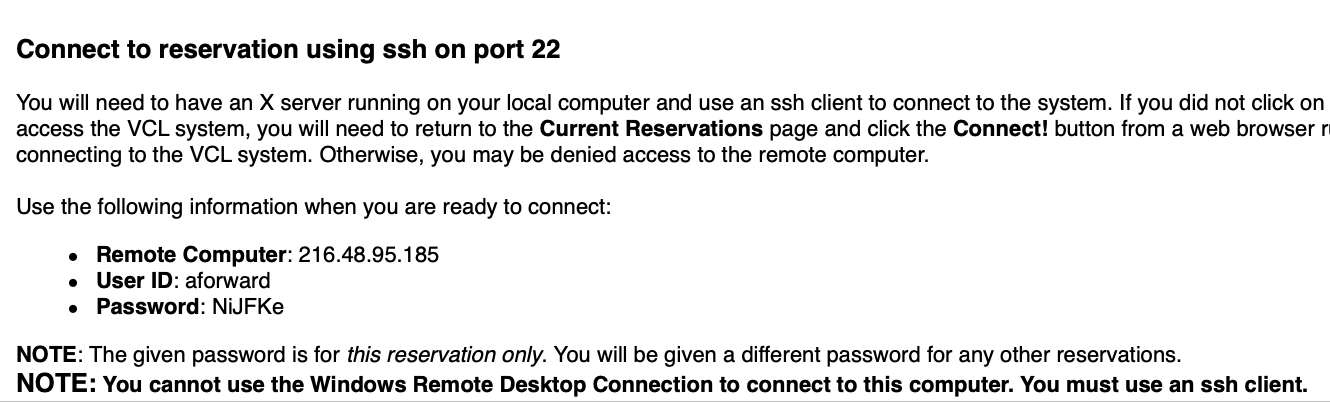 Connect to reservation using ssh on port 22
You will need to have an X server running on your local computer and use an ssh client to connect to the system. If you did not click on
access the VCL system, you will need to return to the Current Reservations page and click the Connect! button from a web browser
connecting to the VCL system. Otherwise, you may be denied access to the remote computer.
Use the following information when you are ready to connect:
• Remote Computer: 216.48.95.185
• User ID: aforward
• Password: NiJFKe
NOTE: The given password is for this reservation only. You will be given a different password for any other reservations.
NOTE: You cannot use the Windows Remote Desktop Connection to connect to this computer. You must use an ssh client.